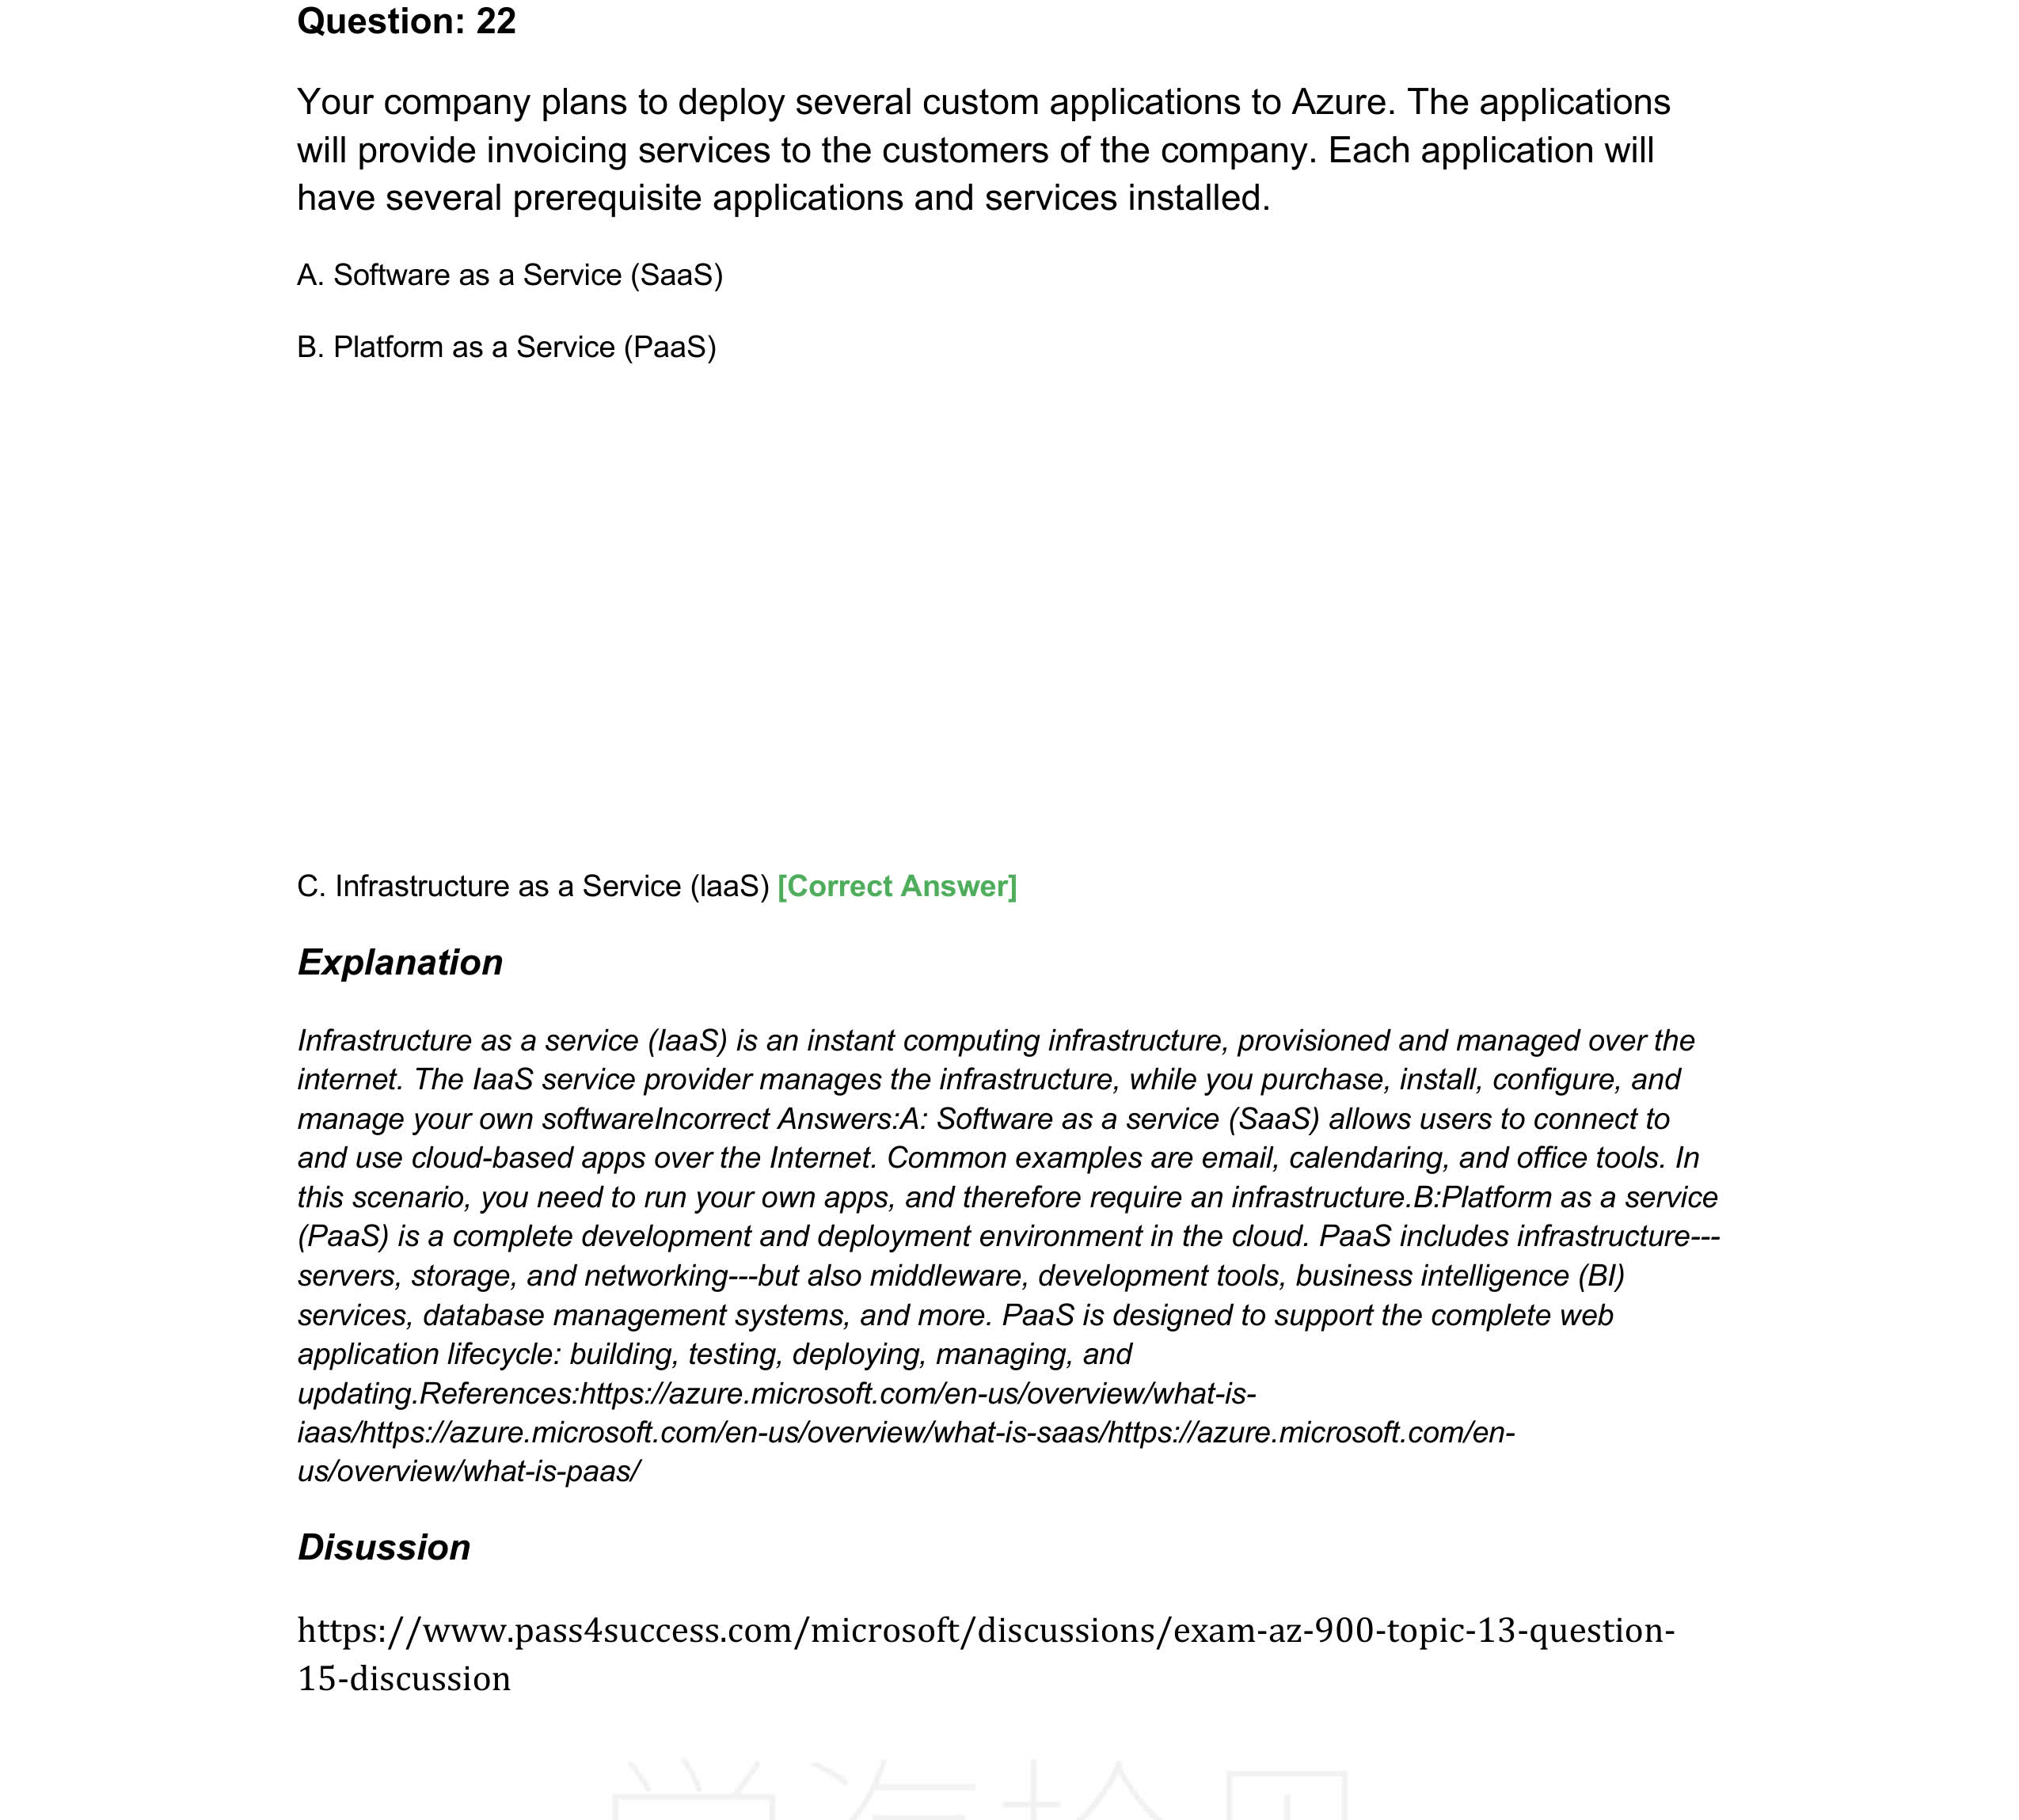 Question: 22
Your company plans to deploy several custom applications to Azure. The applications
will provide invoicing services to the customers of the company. Each application will
have several prerequisite applications and services installed.
A. Software as a Service (SaaS)
B. Platform as a Service (PaaS)
C. Infrastructure as a Service (IaaS) [Correct Answer]
Explanation
Infrastructure as a service (IaaS) is an instant computing infrastructure, provisioned and managed over the
internet. The IaaS service provider manages the infrastructure, while you purchase, install, configure, and
manage your own softwareIncorrect Answers:A: Software as a service (SaaS) allows users to connect to
and use cloud-based apps over the Internet. Common examples are email, calendaring, and office tools. In
this scenario, you need to run your own apps, and therefore require an infrastructure.B:Platform as a service
(PaaS) is a complete development and deployment environment in the cloud. PaaS includes infrastructure---
servers, storage, and networking---but also middleware, development tools, business intelligence (BI)
services, database management systems, and more. PaaS is designed to support the complete web
application lifecycle: building, testing, deploying, managing, and
updating.References:https://azure.microsoft.com/en-us/overview/what-is-
iaas/https://azure.microsoft.com/en-us/overview/what-is-saas/https://azure.microsoft.com/en-
us/overview/what-is-paas/
Disussion
https://www.pass4success.com/microsoft/discussions/exam-az-900-topic-13-question-
15-discussion